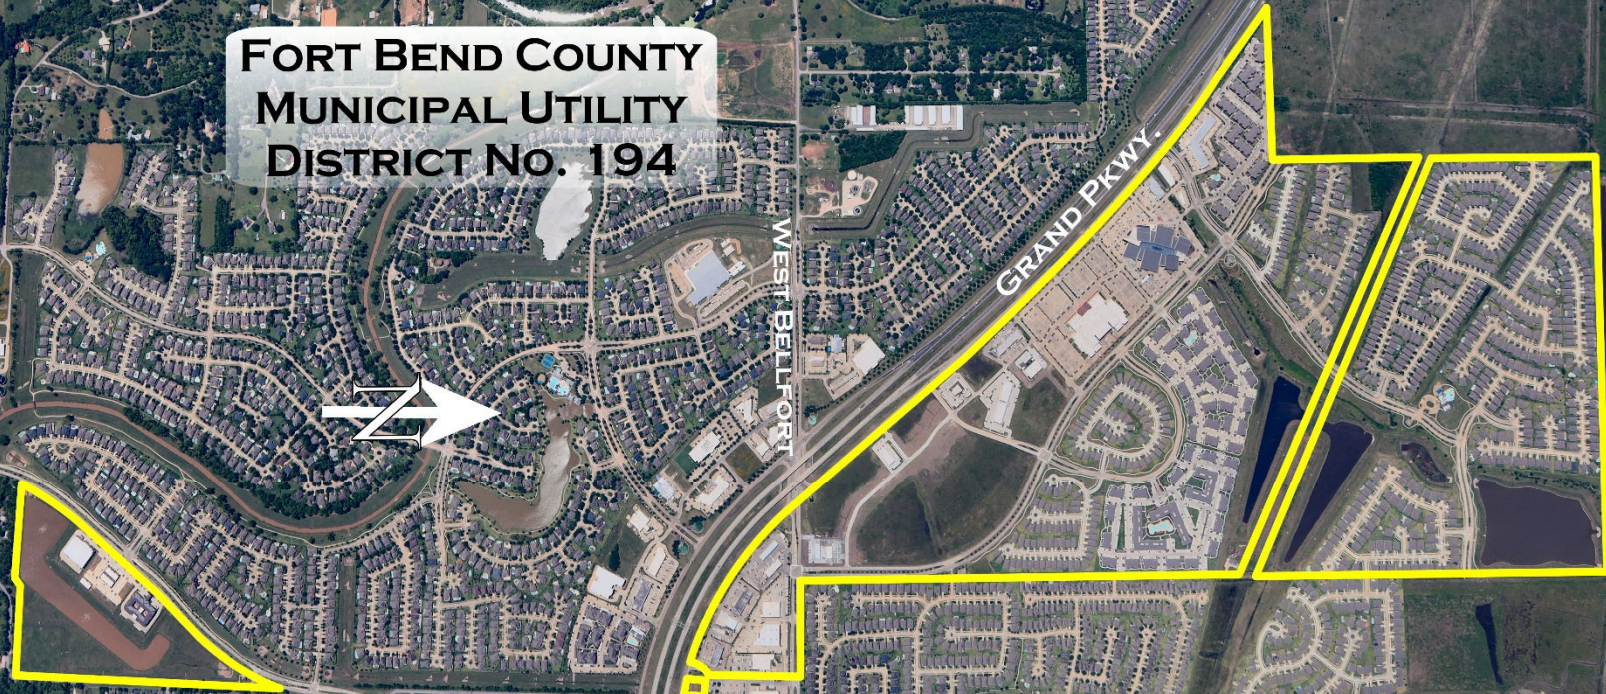 FORT BEND COUNTY
MUNICIPAL UTILITY
DISTRICT NO. 194
WEST BELLFORT
GRAND PKWY.
N